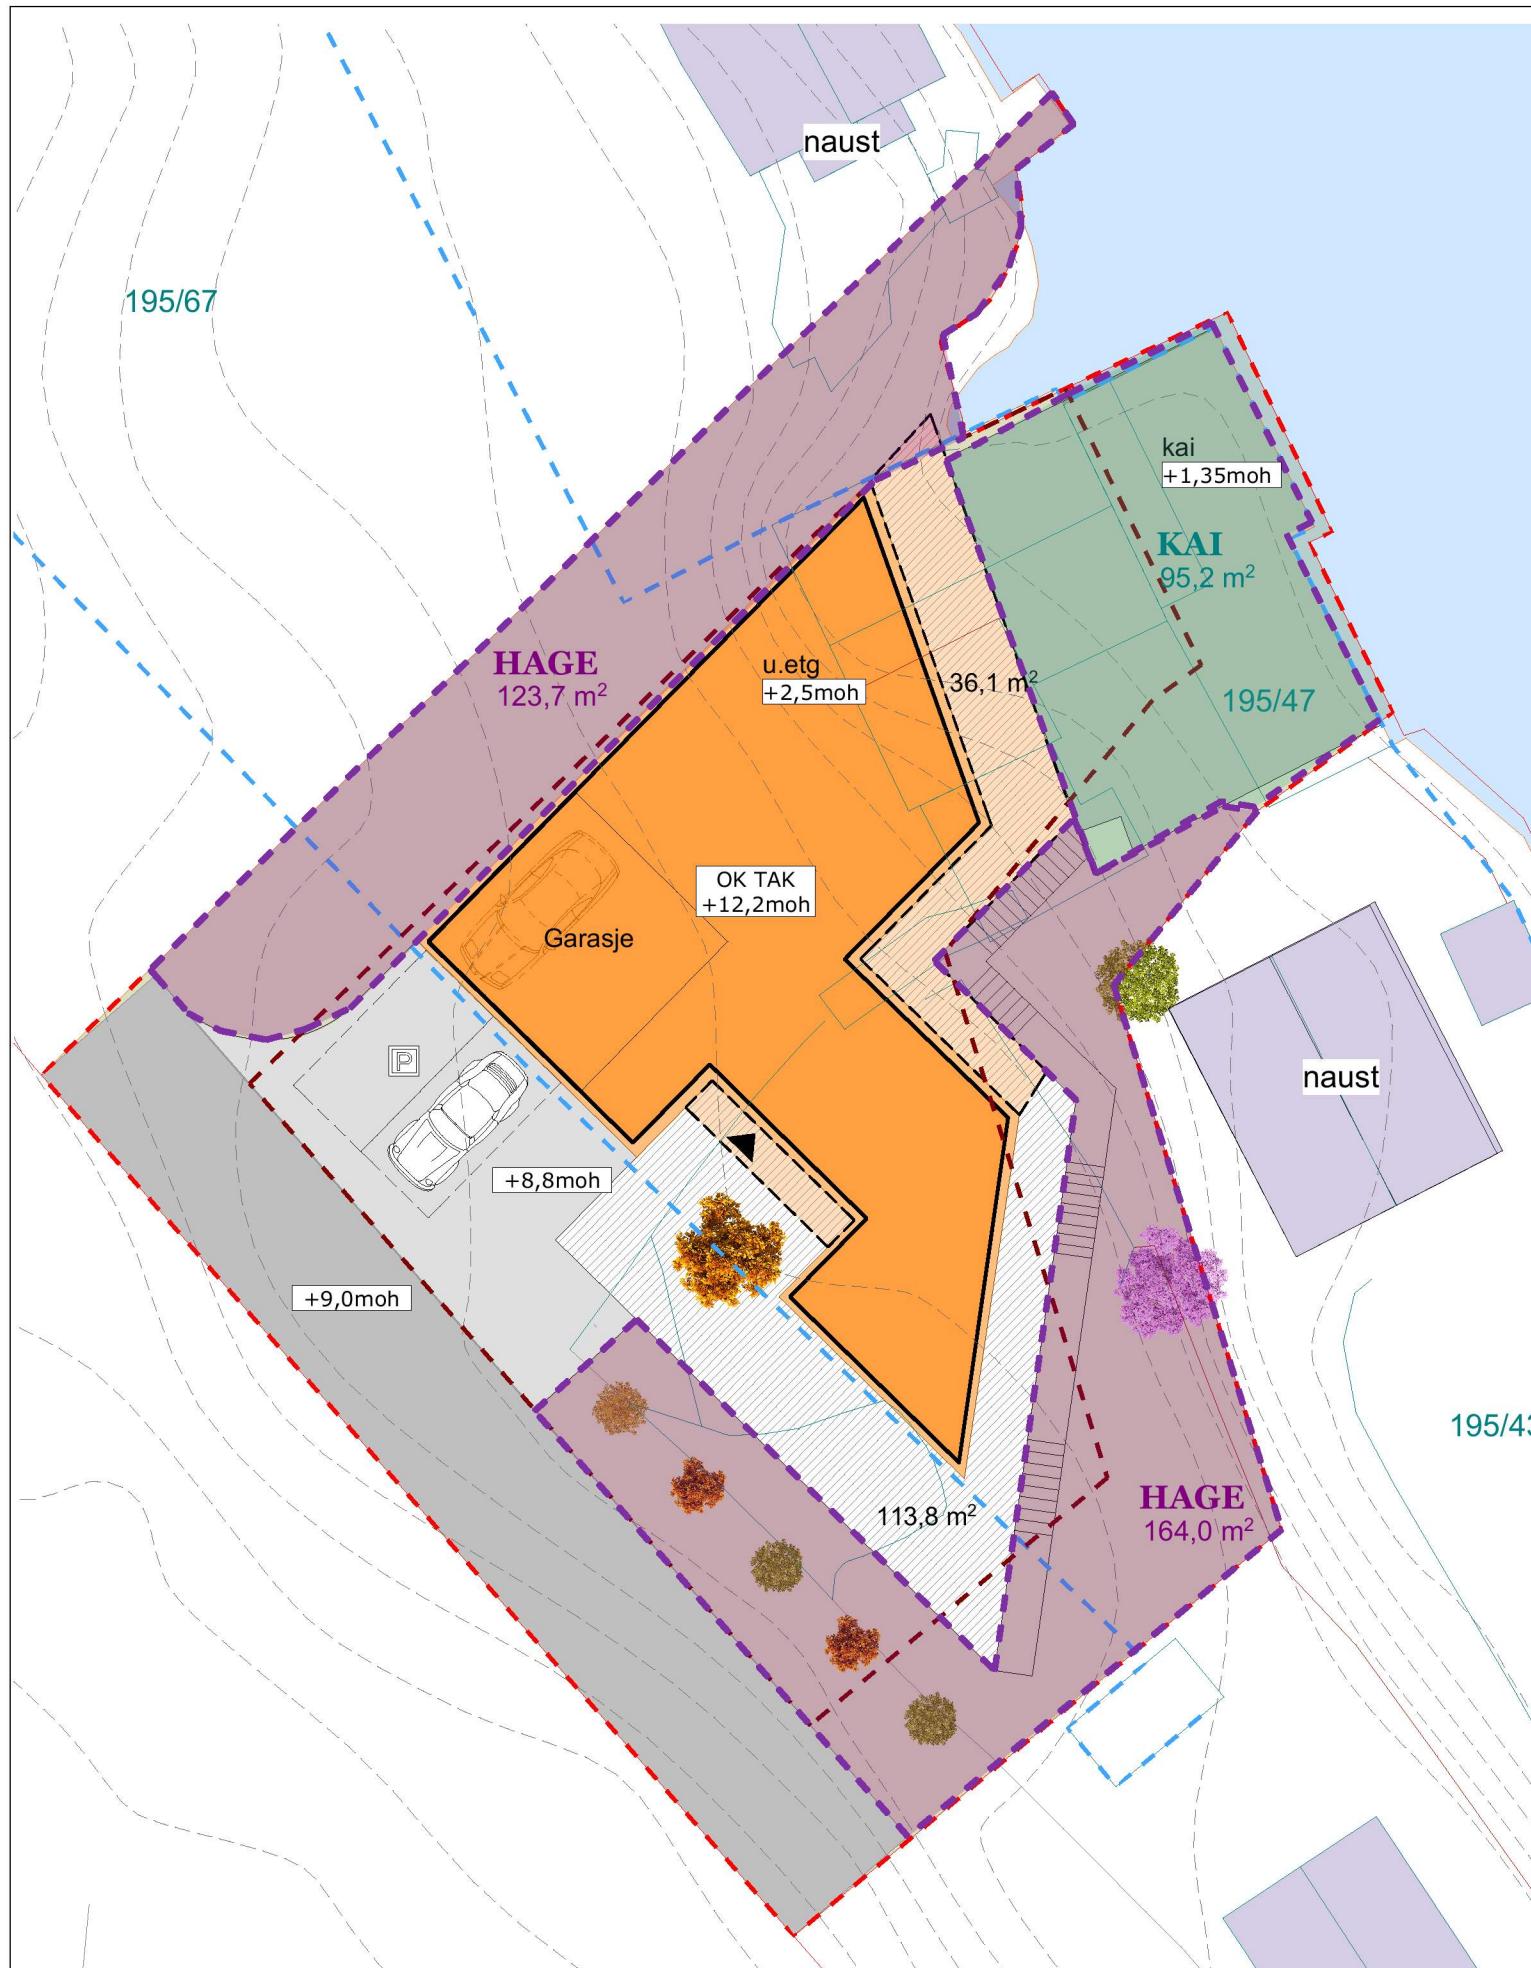 naust
195/67
kai
+1,35moh
KAI
95,2 m²
HAGE
123,7 m²
u.etg
+2,5moh
36,1 m²
195/47
OK TAK
+12,2moh
Garasje
P
naust
+8,8moh
+9,0moh
195/43
HAGE
164,0 m²
113,8 m²